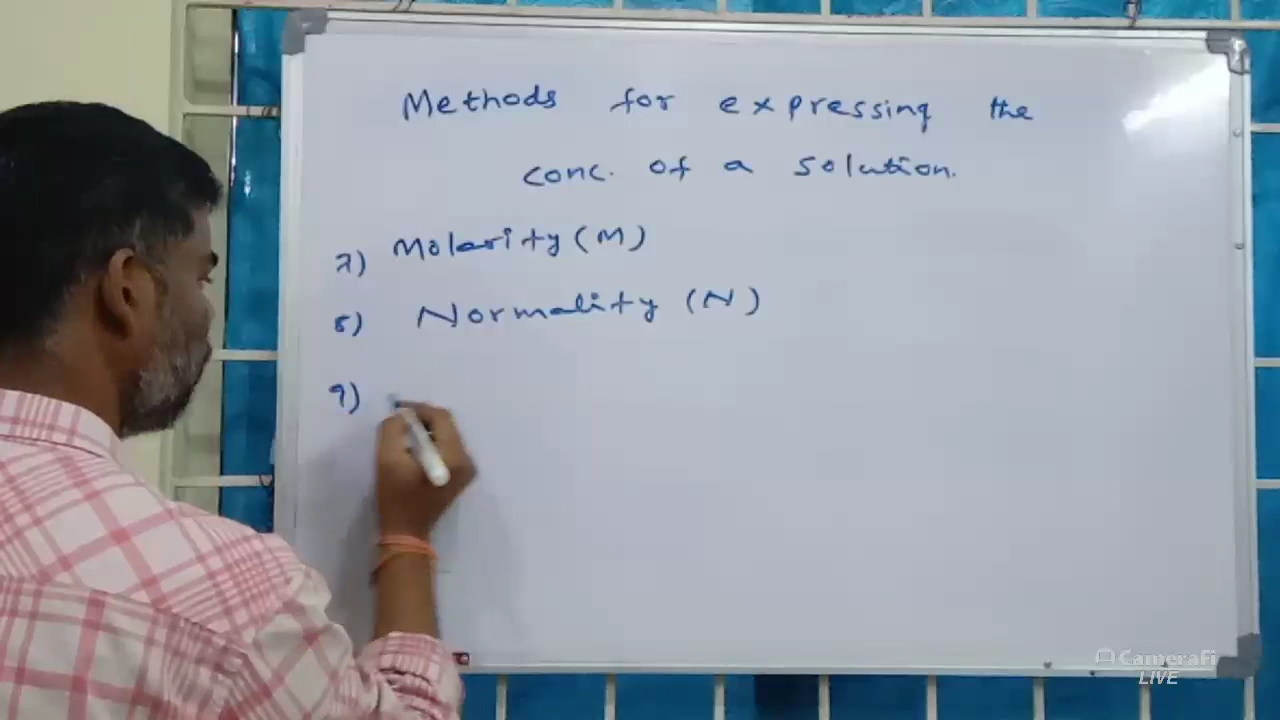 Methods for expressing the
conc. of a solution.
7) Molarity (M)
8) Normality (N)
9)
CameraFi
LIVE